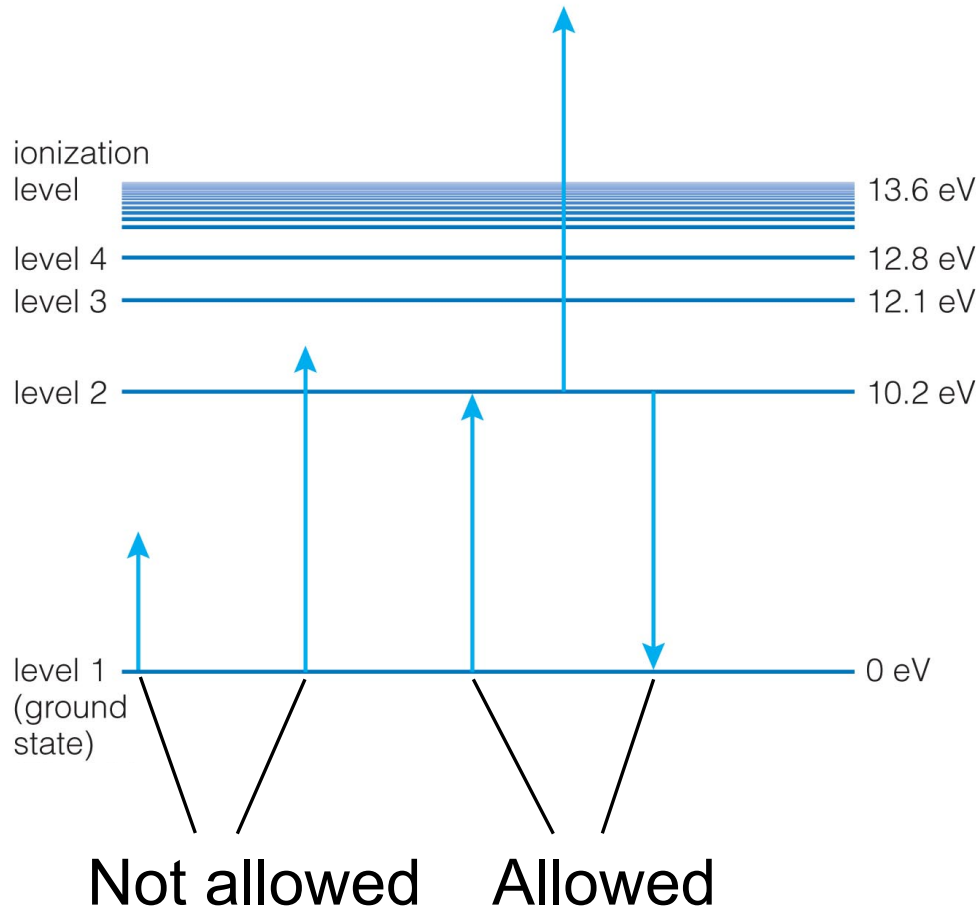 ionization
level
13.6 eV
level 4
12.8 eV
level 3
12.1 eV
level 2
10.2 eV
level 1
0 eV
(ground
state)
Not allowed
Allowed